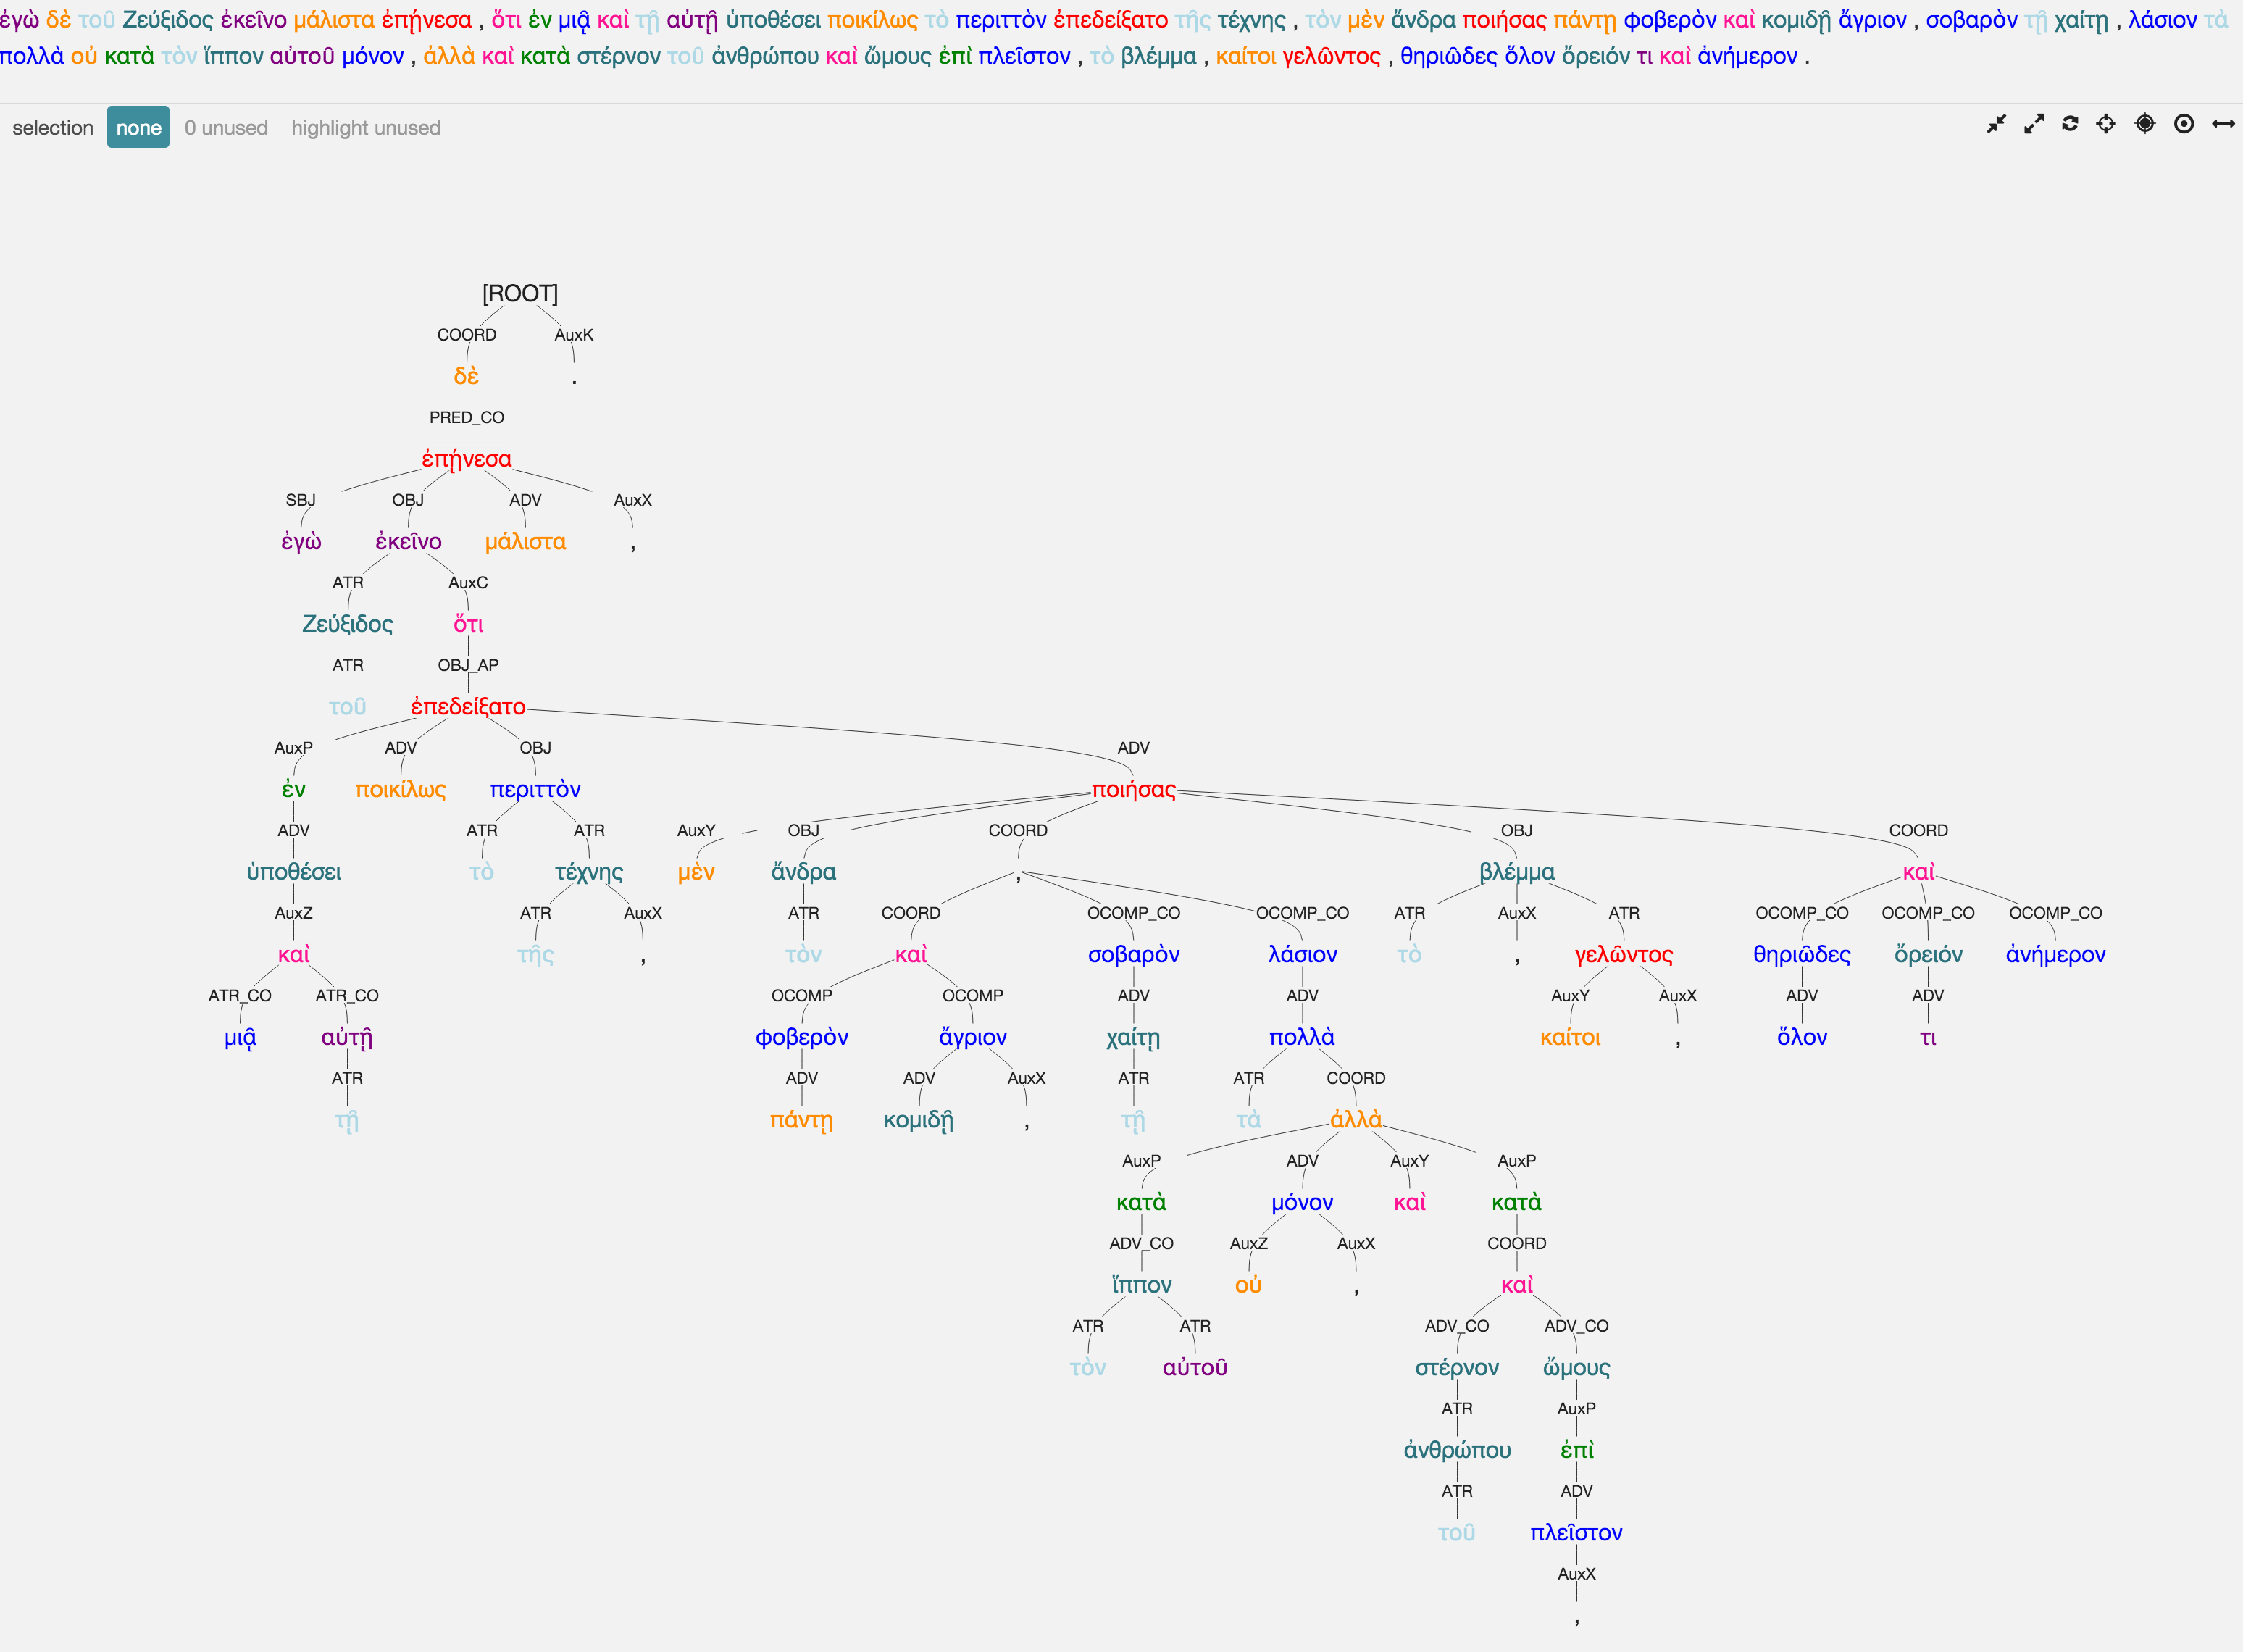 ἐγὼ δὲ τοῦ Ζεύξιδος ἐκεῖνο μάλιστα ἐπῄνεσα , ὅτι ἐν μιᾷ καὶ τῇ αὐτῇ ὑποθέσει ποικίλως τὸ περιττὸν ἐπεδείξατο τῆς τέχνης , τὸν μὲν ἄνδρα ποιήσας πάντῃ φοβερὸν καὶ κομιδῇ ἄγριον , σοβαρὸν τῇ χαίτῃ , λάσιον τὰ
πολλὰ οὐ κατὰ τὸν ἵππον αὐτοῦ μόνον , ἀλλὰ καὶ κατὰ στέρνον τοῦ ἀνθρώπου καὶ ὤμους ἐπὶ πλεῖστον , τὸ βλέμμα , καίτοι γελῶντος , θηριῶδες ὅλον ὄρειόν τι καὶ ἀνήμερον .
selection none 0 unused highlight unused
[ROOT]
COORD AuxK
δὲ .
PRED_CO
ἐπῄνεσα
SBJ OBJ ADV AuxX
ἐγὼ ἐκεῖνο μάλιστα ,
ATR AuxC
Ζεύξιδος ὅτι
ATR OBJ_AP
τοῦ ἐπεδείξατο
AuxP ADV OBJ ADV
ἐν ποικίλως περιττὸν ποιήσας
ADV ATR ATR AuxY OBJ COORD OBJ COORD
ὑποθέσει τὸ τέχνης μὲν ἄνδρα , βλέμμα καὶ
AuxZ ATR AuxX ATR COORD OCOMP_CO OCOMP_CO ATR AuxX ATR OCOMP_CO OCOMP_CO OCOMP_CO
καὶ τῆς , τὸν καὶ σοβαρὸν λάσιον τὸ , γελῶντος θηριῶδες ὄρειόν ἀνήμερον
ATR_CO ATR_CO OCOMP OCOMP ADV ADV AuxY AuxX ADV ADV
μιᾷ αὐτῇ φοβερὸν ἄγριον χαίτῃ πολλὰ καίτοι , ὅλον τι
ATR ADV ADV AuxX ATR ATR COORD
τῇ πάντῃ κομιδῇ , τῇ τὰ ἀλλὰ
AuxP ADV AuxY AuxP
κατὰ μόνον καὶ κατὰ
ADV_CO AuxZ AuxX COORD
ἵππον οὐ , καὶ
ATR ATR ADV_CO ADV_CO
τὸν αὐτοῦ στέρνον ὤμους
ATR AuxP
ἀνθρώπου ἐπὶ
ATR ADV
τοῦ πλεῖστον
AuxX
,